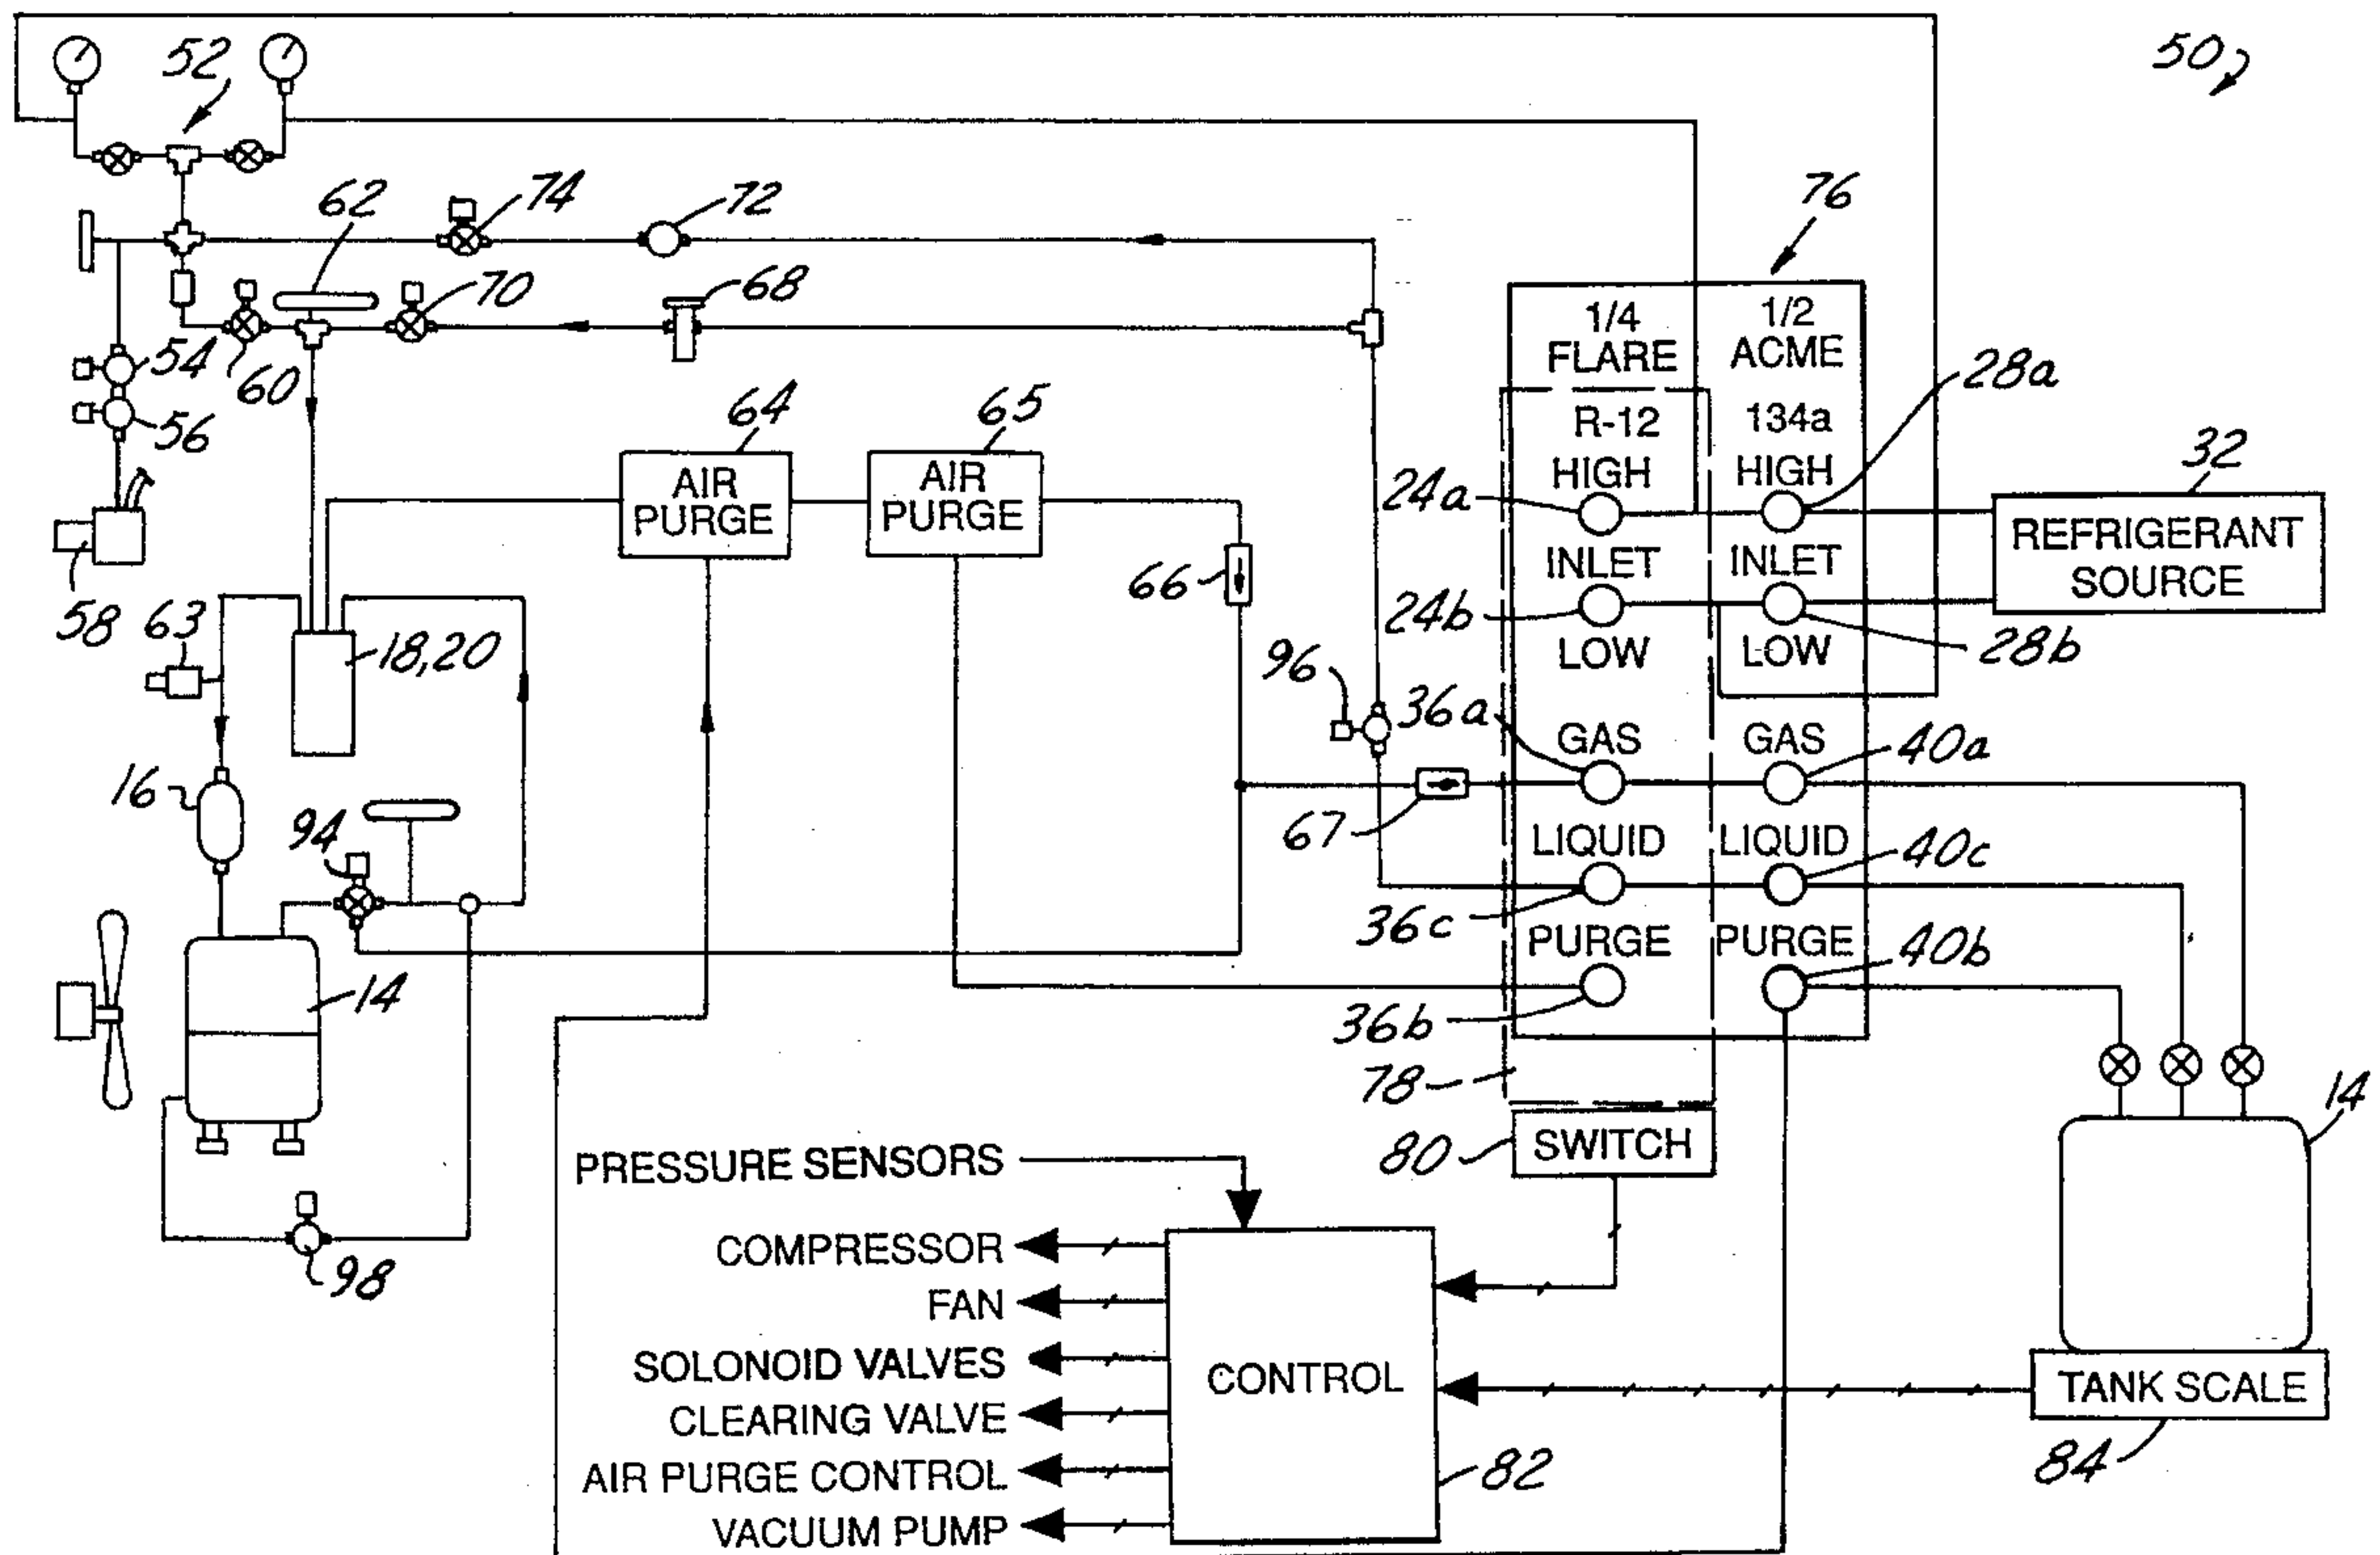 52
50
62
74
72
76
68
70
54
60
56
1/4 FLARE
1/2 ACME
28a
64
65
R-12
134a
HIGH
HIGH
32
AIR PURGE
AIR PURGE
24a
REFRIGERANT SOURCE
INLET
INLET
66
58
63
24b
18,20
LOW
LOW
28b
96
36a
GAS
GAS
40a
16
67
94
LIQUID
LIQUID
40c
36c
PURGE
PURGE
40b
14
36b
78
14
80
SWITCH
PRESSURE SENSORS
COMPRESSOR
98
FAN
SOLONOID VALVES
CONTROL
TANK SCALE
CLEARING VALVE
84
AIR PURGE CONTROL
82
VACUUM PUMP